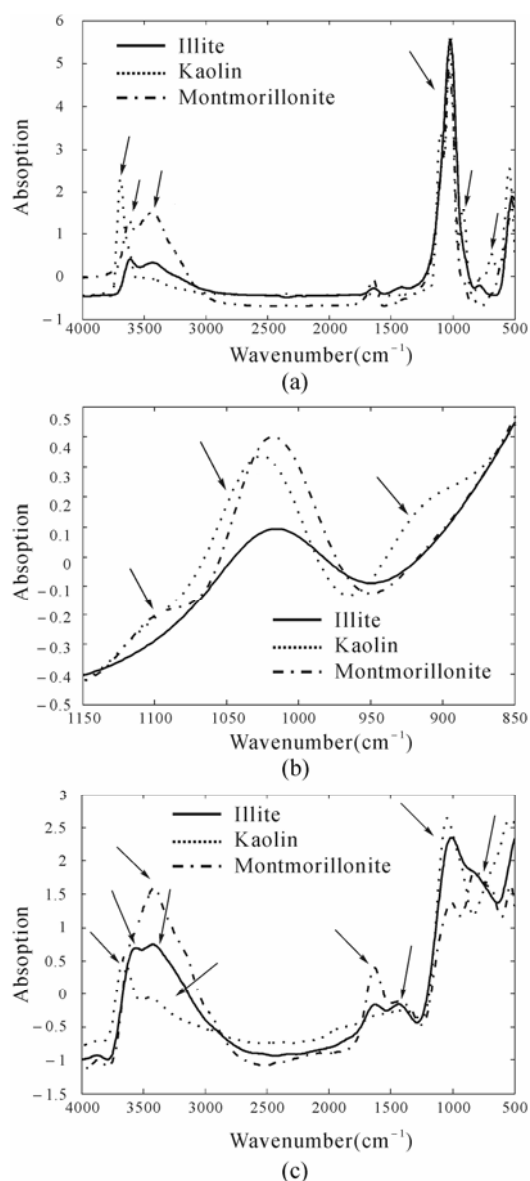 6
5
4
3
2
1
0
−1
Absoption
Illite
Kaolin
Montmorillonite
4000 3500 3000 2500 2000 1500 1000 500
Wavenumber(cm−1)
(a)
0.5
0.4
0.3
0.2
0.1
0
−0.1
−0.2
−0.3
−0.4
−0.5
Absoption
Illite
Kaolin
Montmorillonite
1150 1100 1050 1000 950 900 850
Wavenumber(cm−1)
(b)
3
2.5
2
1.5
1
0.5
0
−0.5
−1
−1.5
Absoption
Illite
Kaolin
Montmorillonite
4000 3500 3000 2500 2000 1500 1000 500
Wavenumber(cm−1)
(c)